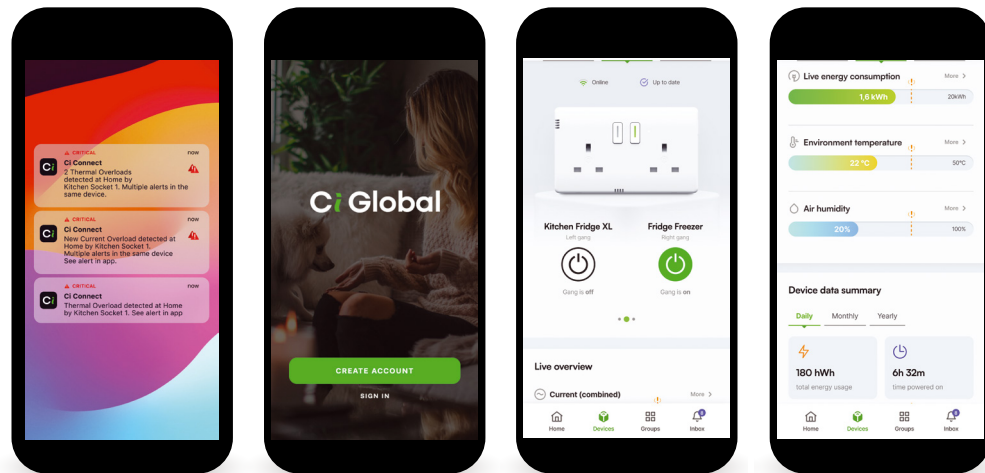 CRITICAL
now
Ci Connect
2 Thermal Overloads
detected at Home by
Kitchen Socket 1. Multiple alerts in the
same device.
CRITICAL
now
Ci Connect
New Current Overload detected at
Home by Kitchen Socket 1.
Multiple alerts in the same device
See alert in app.
CRITICAL
now
Ci Connect
Thermal Overload detected at Home
by Kitchen Socket 1. See alert in app
Ci
Ci
Ci
Ci Global
CREATE ACCOUNT
SIGN IN
Online
Up to date
Kitchen Fridge XL
Left gang
Gang is off
Fridge Freezer
Right gang
Gang is on
Live overview
Current (combined)
More >
Home
Devices
Groups
Inbox
Live energy consumption
More >
1,6 kWh
20kWh
Environment temperature
More >
22 °C
50°C
Air humidity
More >
20%
100%
Device data summary
Daily
Monthly
Yearly
180 hWh
total energy usage
6h 32m
time powered on
Home
Devices
Groups
Inbox